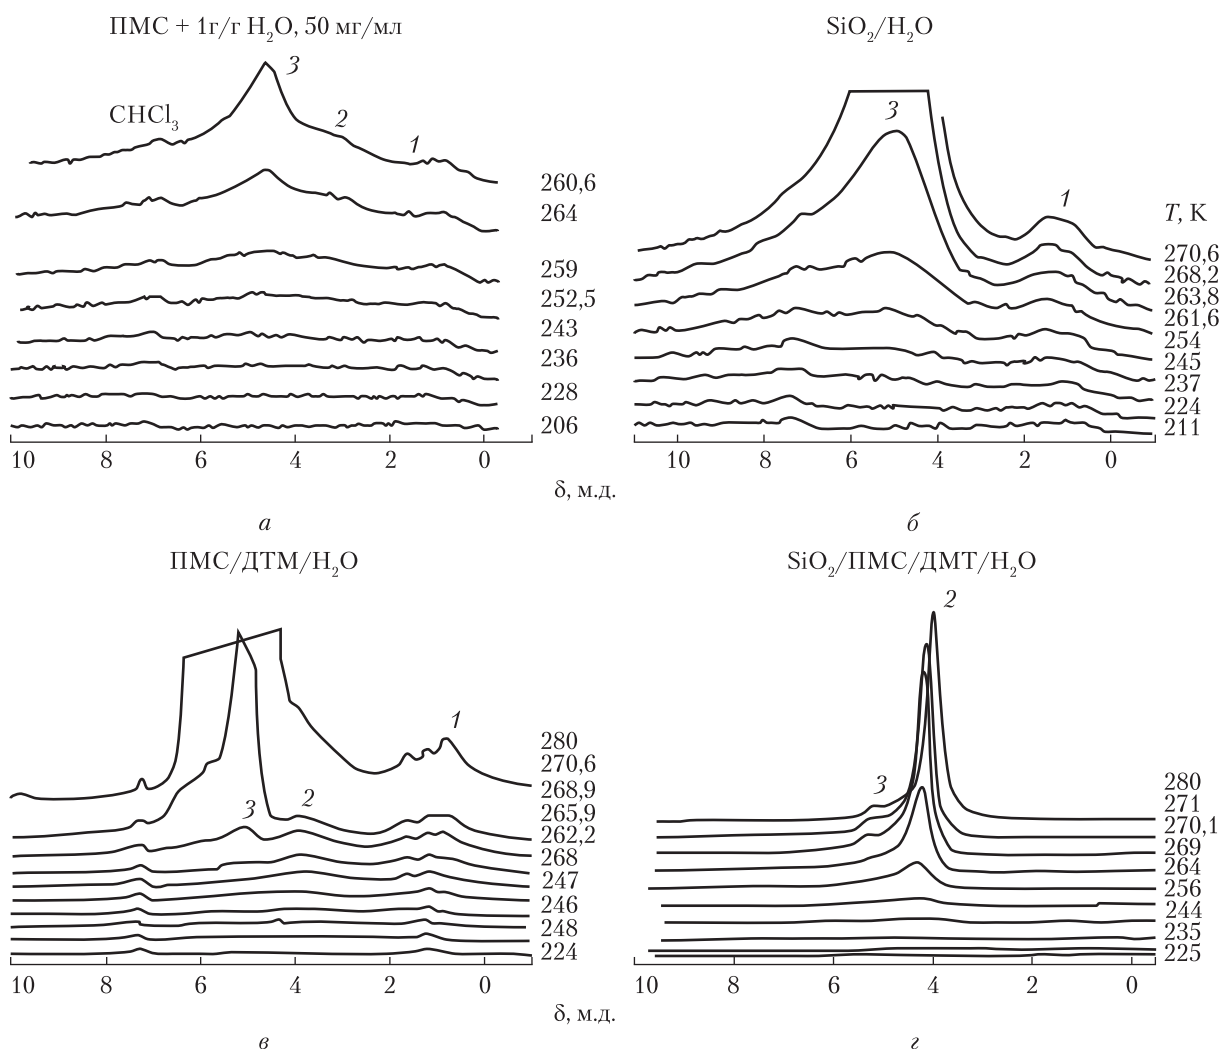 ПМС + 1г/г H₂O, 50 мг/мл
3
CHCl₃
2
1
260,6
264
259
252,5
243
236
228
206
10 8 6 4 2 0
а
SiO₂/H₂O
3
1
T, K
270,6
268,2
263,8
261,6
254
245
237
224
211
10 8 6 4 2 0
δ, м.д.
б
ПМС/ДТМ/H₂O
1
3 2
280
270,6
268,9
265,9
262,2
268
247
246
248
224
10 8 6 4 2 0
в
SiO₂/ПМС/ДМТ/H₂O
2
3
280
271
270,1
269
264
256
244
235
225
10 8 6 4 2 0
δ, м.д.
г